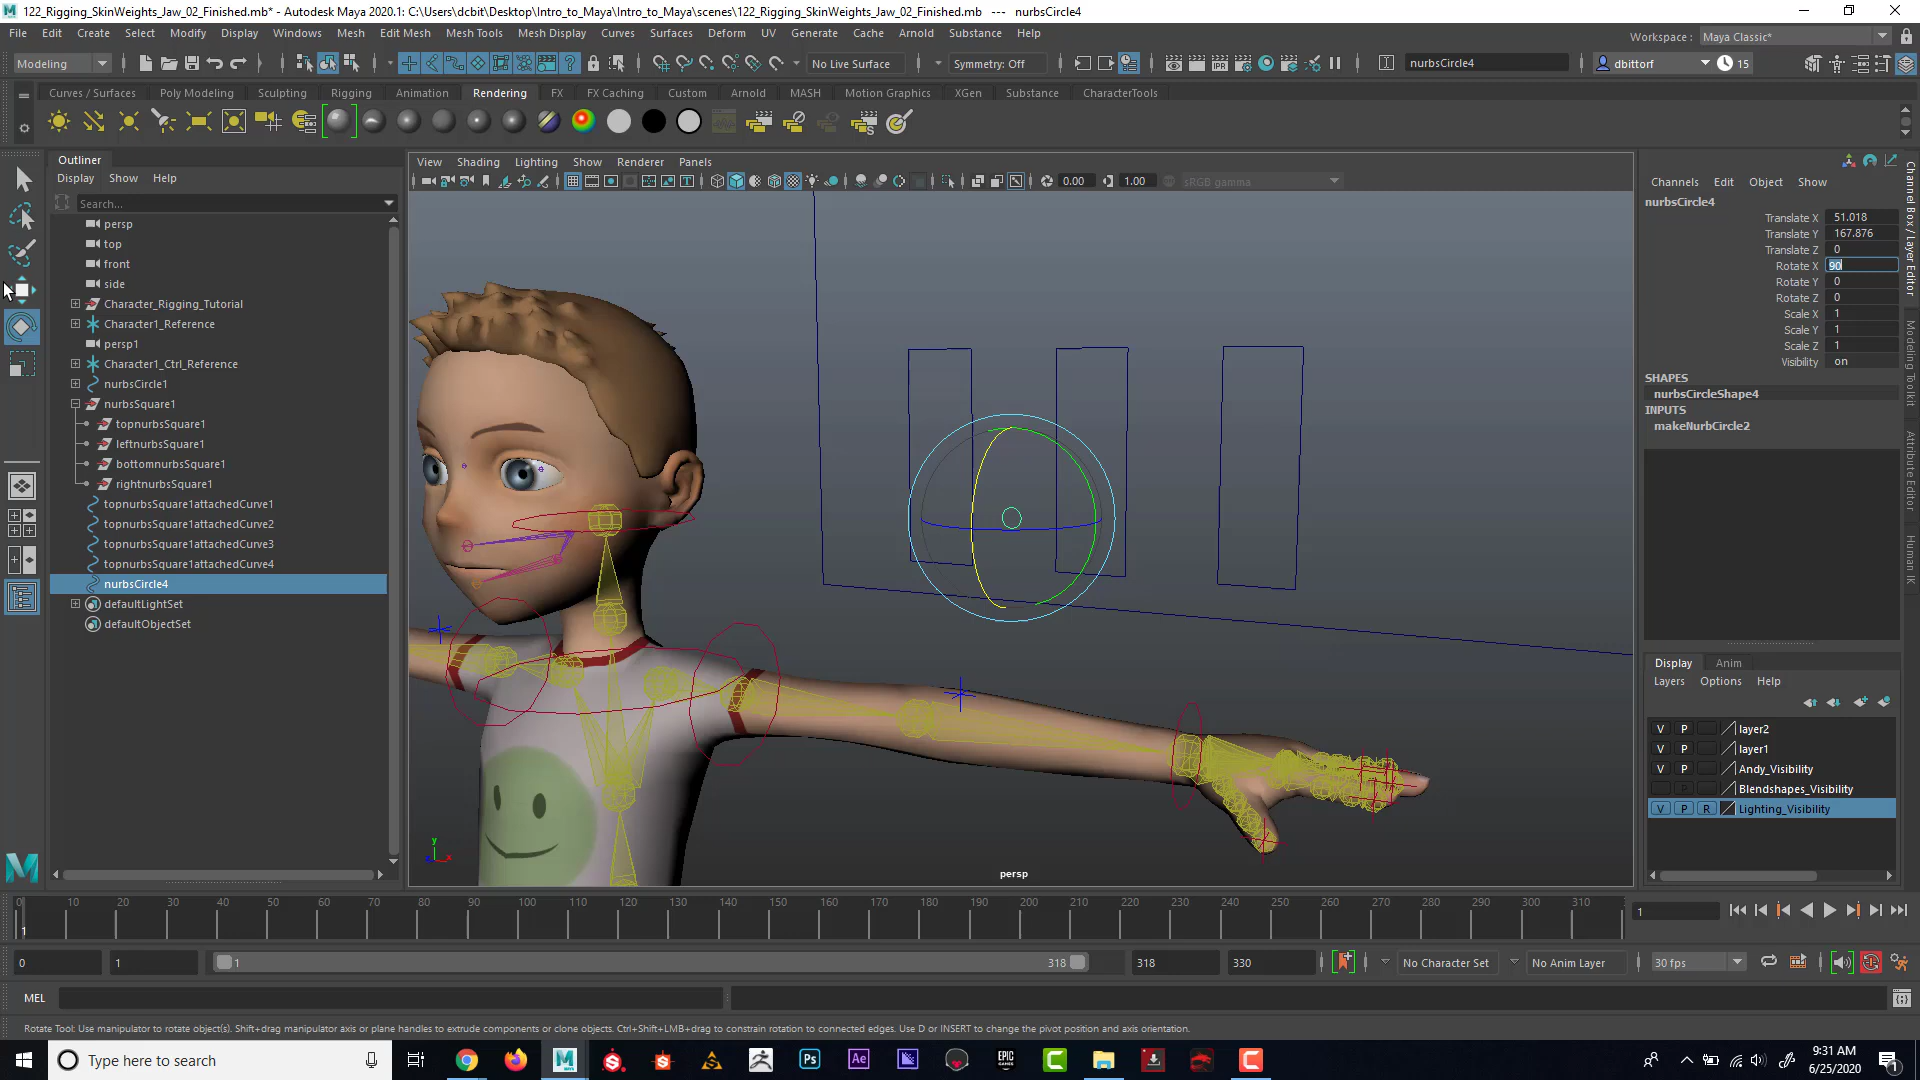 122_Rigging_SkinWeights_Jaw_02_Finished.mb* - Autodesk Maya 2020.1: C:\Users\dcbit\Desktop\Intro_to_Maya\Intro_to_Maya\scenes\122_Rigging_SkinWeights_Jaw_02_Finished.mb --- nurbsCircle4
File Edit Create Select Modify Display Windows Mesh Edit Mesh Mesh Tools Mesh Display Curves Surfaces Deform UV Generate Cache Arnold Substance Help Workspace : Maya Classic*
Modeling No Live Surface Symmetry: Off nurbsCircle4 dbittorf 15
Curves / Surfaces Poly Modeling Sculpting Rigging Animation Rendering FX FX Caching Custom Arnold MASH Motion Graphics XGen Substance CharacterTools
Outliner
Display Show Help
Search...
persp
top
front
side
Character_Rigging_Tutorial
Character1_Reference
persp1
Character1_Ctrl_Reference
nurbsCircle1
nurbsSquare1
topnurbsSquare1
leftnurbsSquare1
bottomnurbsSquare1
rightnurbsSquare1
topnurbsSquare1attachedCurve1
topnurbsSquare1attachedCurve2
topnurbsSquare1attachedCurve3
topnurbsSquare1attachedCurve4
nurbsCircle4
defaultLightSet
defaultObjectSet
View Shading Lighting Show Renderer Panels
0.00 1.00 sRGB gamma
persp
y
z x
Channels Edit Object Show
nurbsCircle4
Translate X 51.018
Translate Y 167.876
Translate Z 0
Rotate X 90
Rotate Y 0
Rotate Z 0
Scale X 1
Scale Y 1
Scale Z 1
Visibility on
SHAPES
nurbsCircleShape4
INPUTS
makeNurbCircle2
Channel Box / Layer Editor
Modeling Toolkit
Attribute Editor
Human IK
Display Anim
Layers Options Help
V P layer2
V P layer1
V P Andy_Visibility
P Blendshapes_Visibility
V P R Lighting_Visibility
0 10 20 30 40 50 60 70 80 90 100 110 120 130 140 150 160 170 180 190 200 210 220 230 240 250 260 270 280 290 300 310
1
1
0 1 1 318 318 330 No Character Set No Anim Layer 30 fps
MEL
Rotate Tool: Use manipulator to rotate object(s). Shift+drag manipulator axis or plane handles to extrude components or clone objects. Ctrl+Shift+LMB+drag to constrain rotation to connected edges. Use D or INSERT to change the pivot position and axis orientation.
Type here to search
Ps
Ae
EPIC GAMES
9:31 AM
6/25/2020
1